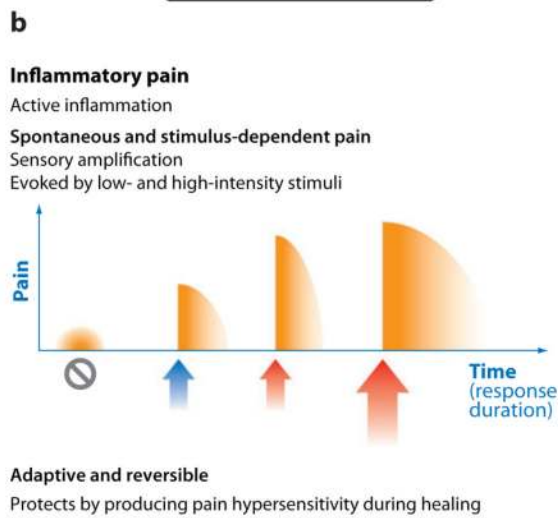 b
Inflammatory pain
Active inflammation
Spontaneous and stimulus-dependent pain
Sensory amplification
Evoked by low- and high-intensity stimuli
Pain
Time
(response
duration)
Adaptive and reversible
Protects by producing pain hypersensitivity during healing